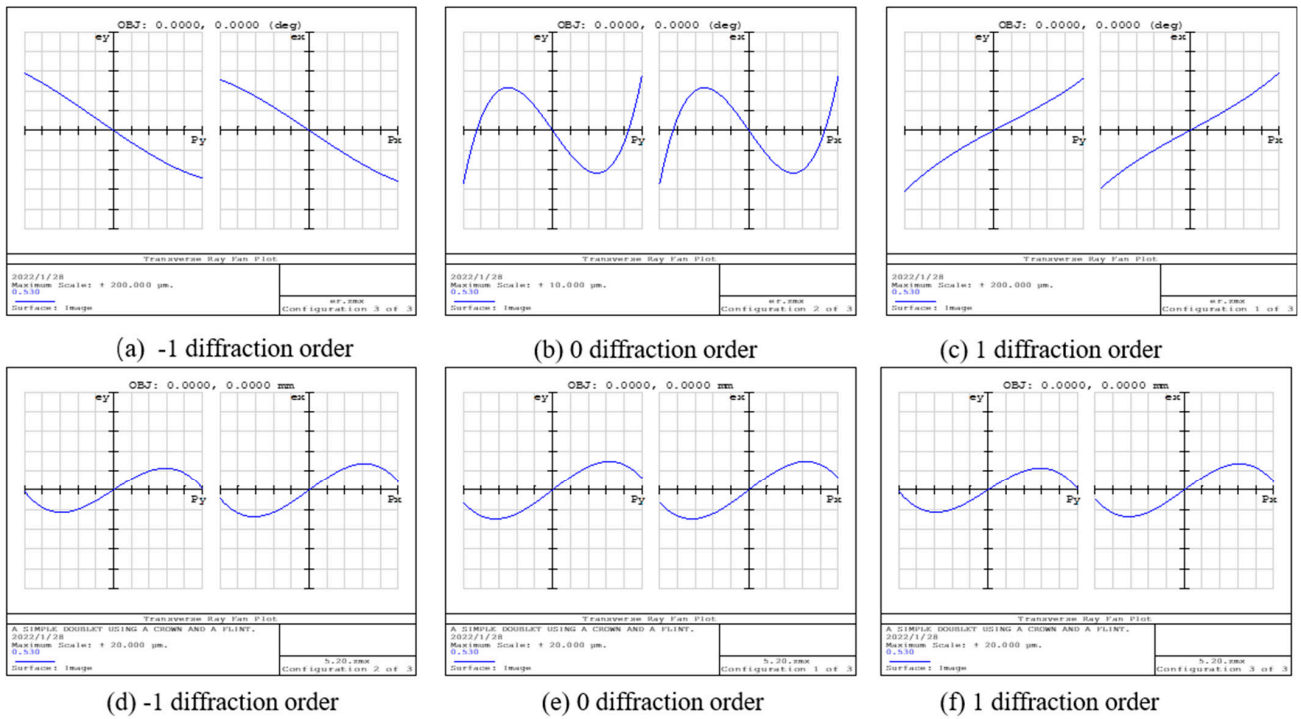 OBJ: 0.0000, 0.0000 (deg)
ey
ex
Py
Px
Transverse Ray Fan Plot
2022/1/28
Maximum Scale: ± 200.000 µm.
0.530
Surface: Image
er.zmx
Configuration 3 of 3
OBJ: 0.0000, 0.0000 (deg)
ey
ex
Py
Px
Transverse Ray Fan Plot
2022/1/28
Maximum Scale: ± 10.000 µm.
0.530
Surface: Image
er.zmx
Configuration 2 of 3
OBJ: 0.0000, 0.0000 (deg)
ey
ex
Py
Px
Transverse Ray Fan Plot
2022/1/28
Maximum Scale: ± 200.000 µm.
0.530
Surface: Image
er.zmx
Configuration 1 of 3
(a) -1 diffraction order
(b) 0 diffraction order
(c) 1 diffraction order
OBJ: 0.0000, 0.0000 mm
ey
ex
Py
Px
Transverse Ray Fan Plot
A SIMPLE DOUBLET USING A CROWN AND A FLINT.
2022/1/28
Maximum Scale: ± 20.000 µm.
0.530
Surface: Image
5.20.zmx
Configuration 2 of 3
OBJ: 0.0000, 0.0000 mm
ey
ex
Py
Px
Transverse Ray Fan Plot
A SIMPLE DOUBLET USING A CROWN AND A FLINT.
2022/1/28
Maximum Scale: ± 20.000 µm.
0.530
Surface: Image
5.20.zmx
Configuration 1 of 3
OBJ: 0.0000, 0.0000 mm
ey
ex
Py
Px
Transverse Ray Fan Plot
A SIMPLE DOUBLET USING A CROWN AND A FLINT.
2022/1/28
Maximum Scale: ± 20.000 µm.
0.530
Surface: Image
5.20.zmx
Configuration 3 of 3
(d) -1 diffraction order
(e) 0 diffraction order
(f) 1 diffraction order